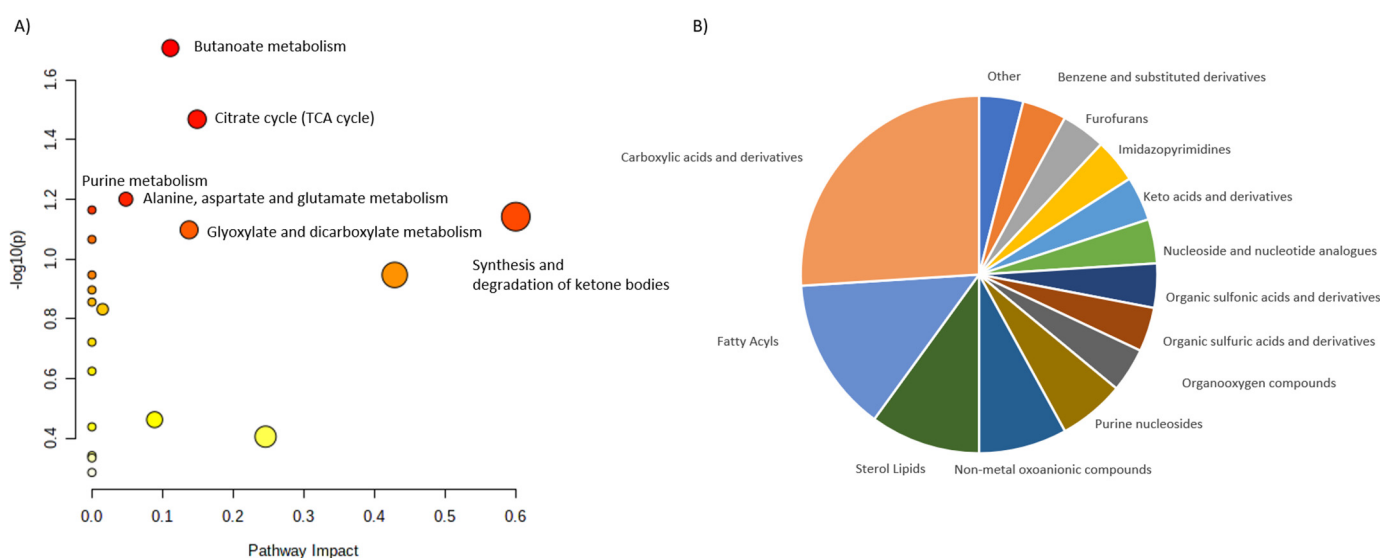 A)
Butanoate metabolism
Citrate cycle (TCA cycle)
Purine metabolism
Alanine, aspartate and glutamate metabolism
Glyoxylate and dicarboxylate metabolism
Synthesis and
degradation of ketone bodies
-log10(p)
1.6
1.4
1.2
1.0
0.8
0.6
0.4
0.0 0.1 0.2 0.3 0.4 0.5 0.6
Pathway Impact
B)
Other
Benzene and substituted derivatives
Furofurans
Imidazopyrimidines
Keto acids and derivatives
Nucleoside and nucleotide analogues
Organic sulfonic acids and derivatives
Organic sulfuric acids and derivatives
Organooxygen compounds
Purine nucleosides
Non-metal oxoanionic compounds
Sterol Lipids
Fatty Acyls
Carboxylic acids and derivatives